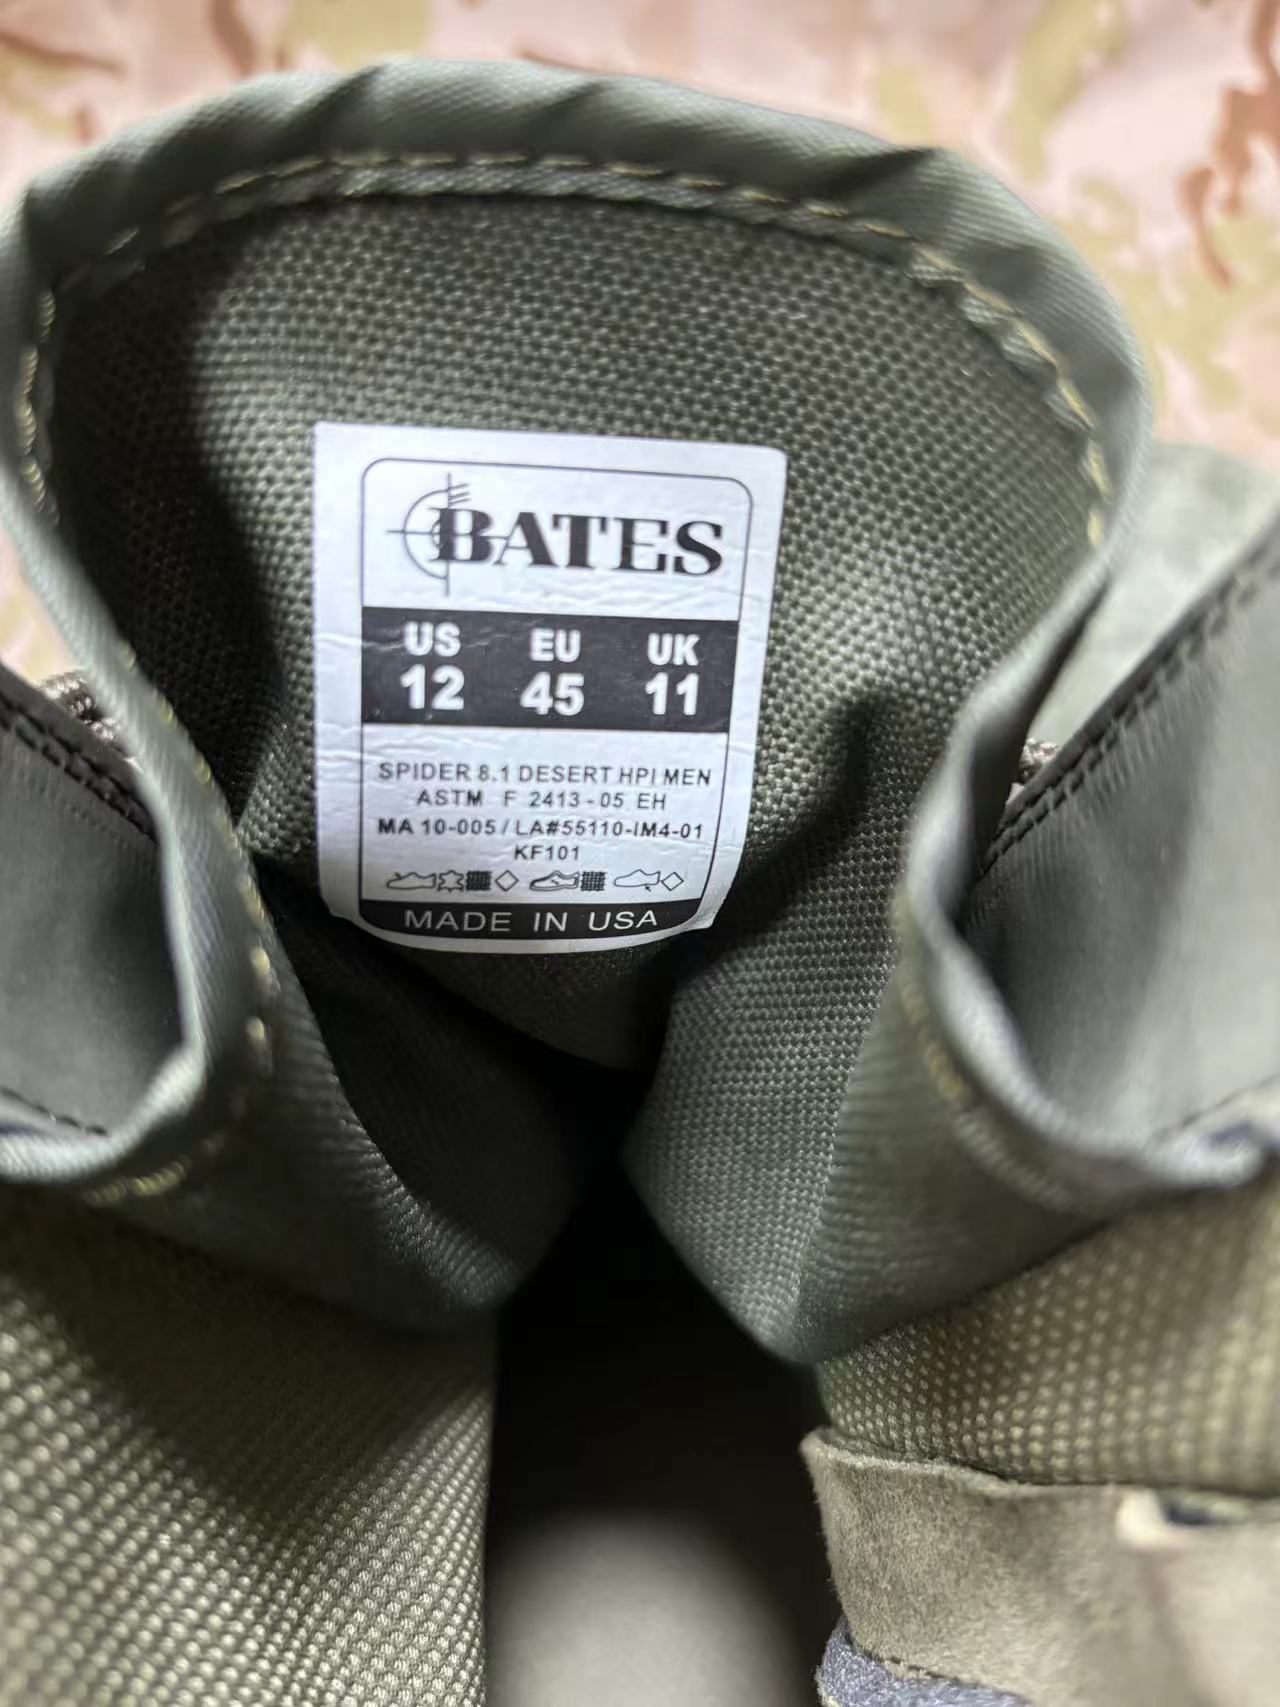 BATES
US EU UK
12 45 11
SPIDER 8.1 DESERT HPI MEN
ASTM F 2413-05 EH
MA 10-005 / LA#55110-IM4-01
KF101
MADE IN USA